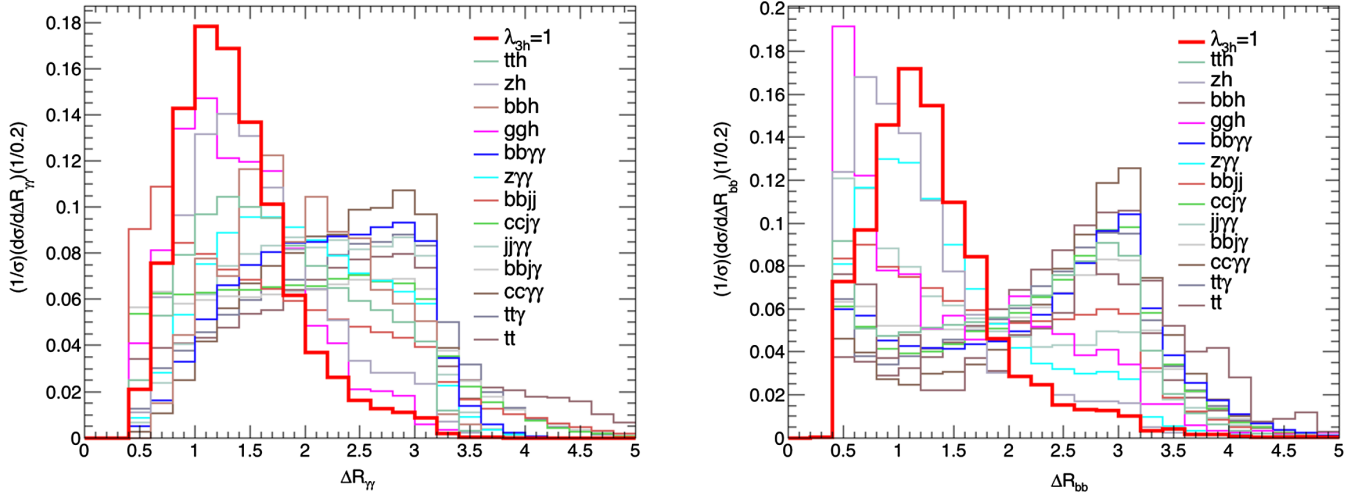 (1/σ)(dσ/dΔR_γγ)(1/0.2)
0.18
0.16
0.14
0.12
0.1
0.08
0.06
0.04
0.02
0
0 0.5 1 1.5 2 2.5 3 3.5 4 4.5 5
ΔR_γγ
λ_3h=1
tth
zh
bbh
ggh
bbγγ
zγγ
bbjj
ccjγ
jjγγ
bbjγ
ccγγ
ttγ
tt
(1/σ)(dσ/dΔR_bb)(1/0.2)
0.2
0.18
0.16
0.14
0.12
0.1
0.08
0.06
0.04
0.02
0
0 0.5 1 1.5 2 2.5 3 3.5 4 4.5 5
ΔR_bb
λ_3h=1
tth
zh
bbh
ggh
bbγγ
zγγ
bbjj
ccjγ
jjγγ
bbjγ
ccγγ
ttγ
tt